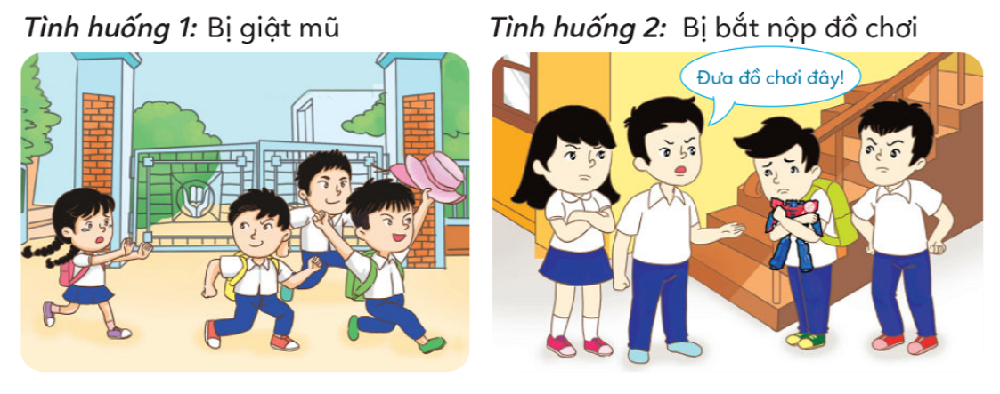 Tình huống 1: Bị giật mũ
Tình huống 2: Bị bắt nộp đồ chơi
Đưa đồ chơi đây!